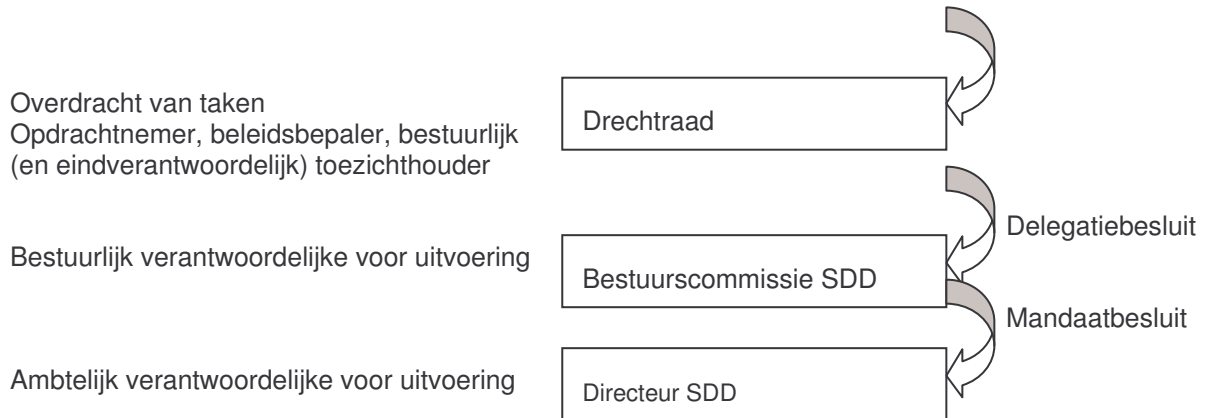 Overdracht van taken
Opdrachtnemer, beleidsbepaler, bestuurlijk
(en eindverantwoordelijk) toezichthouder
Drechtraad
Delegatiebesluit
Bestuurlijk verantwoordelijke voor uitvoering
Bestuurscommissie SDD
Mandaatbesluit
Ambtelijk verantwoordelijke voor uitvoering
Directeur SDD